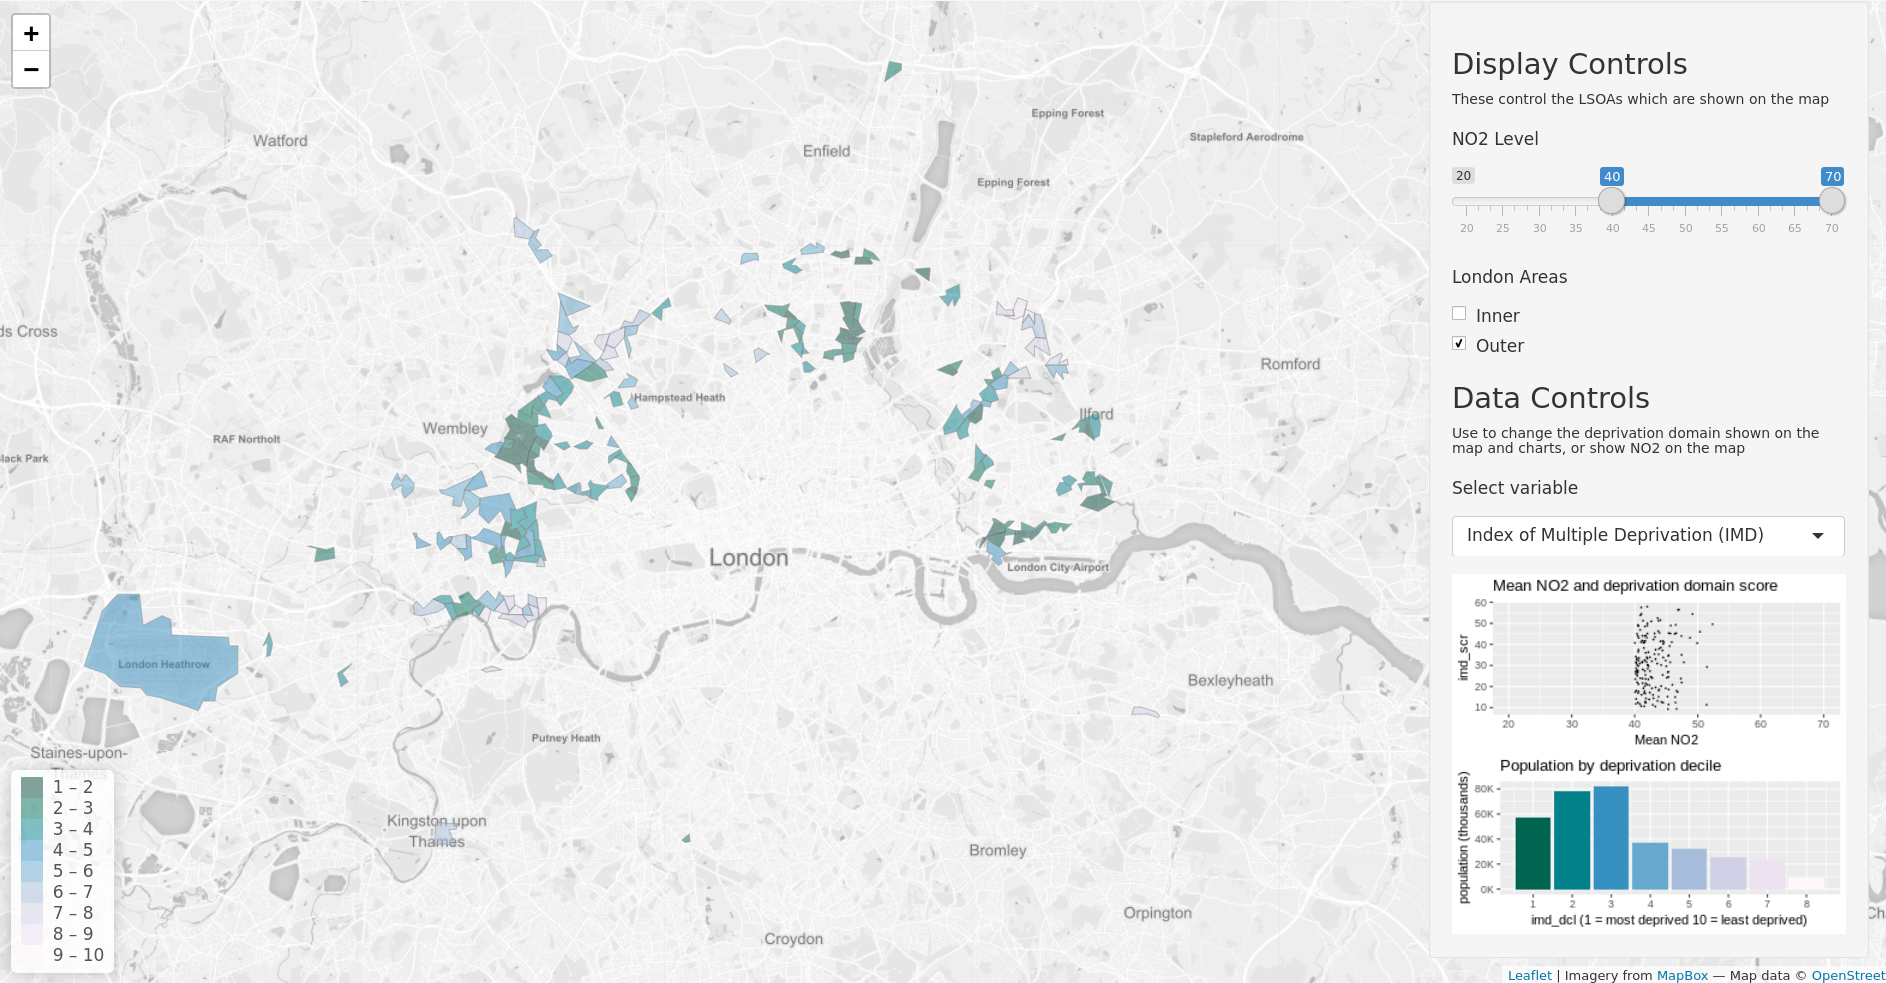 +
−
Watford
Enfield
Epping Forest
Stapleford Aerodrome
Epping Forest
ds Cross
Romford
Hampstead Heath
Wembley
Ilford
RAF Northolt
lack Park
London
London City Airport
London Heathrow
Bexleyheath
Putney Heath
Staines-upon-
Thames
Kingston upon
Thames
Bromley
Orpington
Croydon
Ch
1 – 2
2 – 3
3 – 4
4 – 5
5 – 6
6 – 7
7 – 8
8 – 9
9 – 10
Display Controls
These control the LSOAs which are shown on the map
NO2 Level
20 40 70
20 25 30 35 40 45 50 55 60 65 70
London Areas
Inner
Outer
Data Controls
Use to change the deprivation domain shown on the
map and charts, or show NO2 on the map
Select variable
Index of Multiple Deprivation (IMD)
Mean NO2 and deprivation domain score
imd_scr
60
50
40
30
20
10
20 30 40 50 60 70
Mean NO2
Population by deprivation decile
population (thousands)
80K
60K
40K
20K
0K
1 2 3 4 5 6 7 8
imd_dcl (1 = most deprived 10 = least deprived)
Leaflet | Imagery from MapBox — Map data © OpenStreet